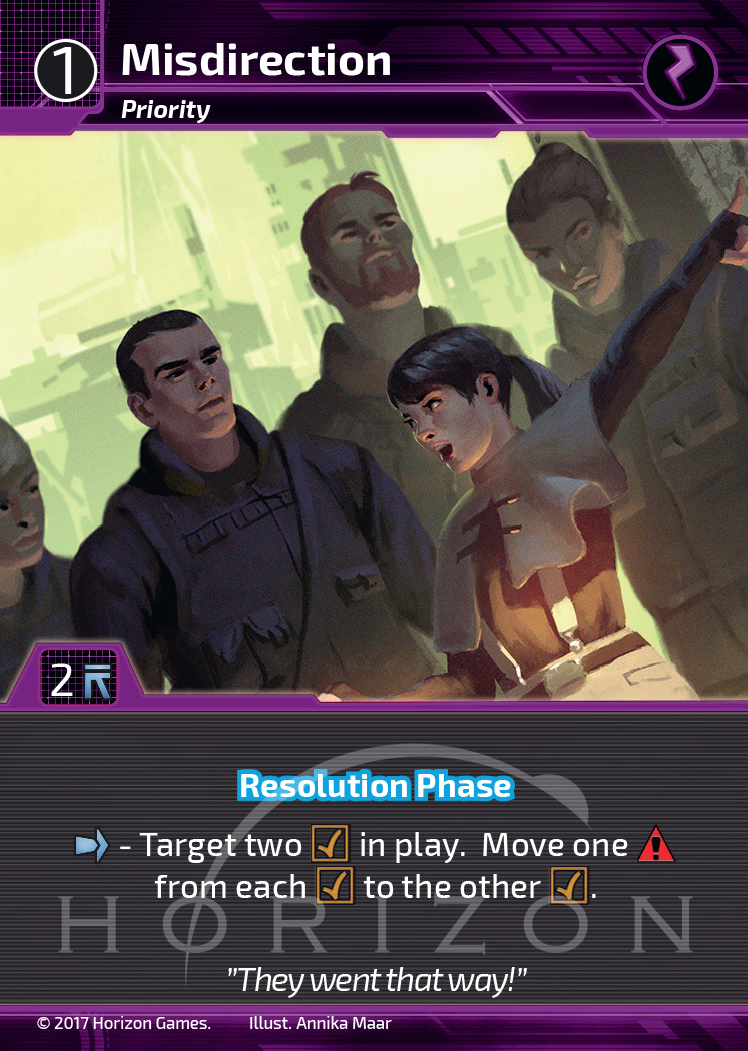 1 Misdirection
Priority
2
Resolution Phase
- Target two in play. Move one
from each to the other .
HORIZON
"They went that way!"
© 2017 Horizon Games. Illust. Annika Maar